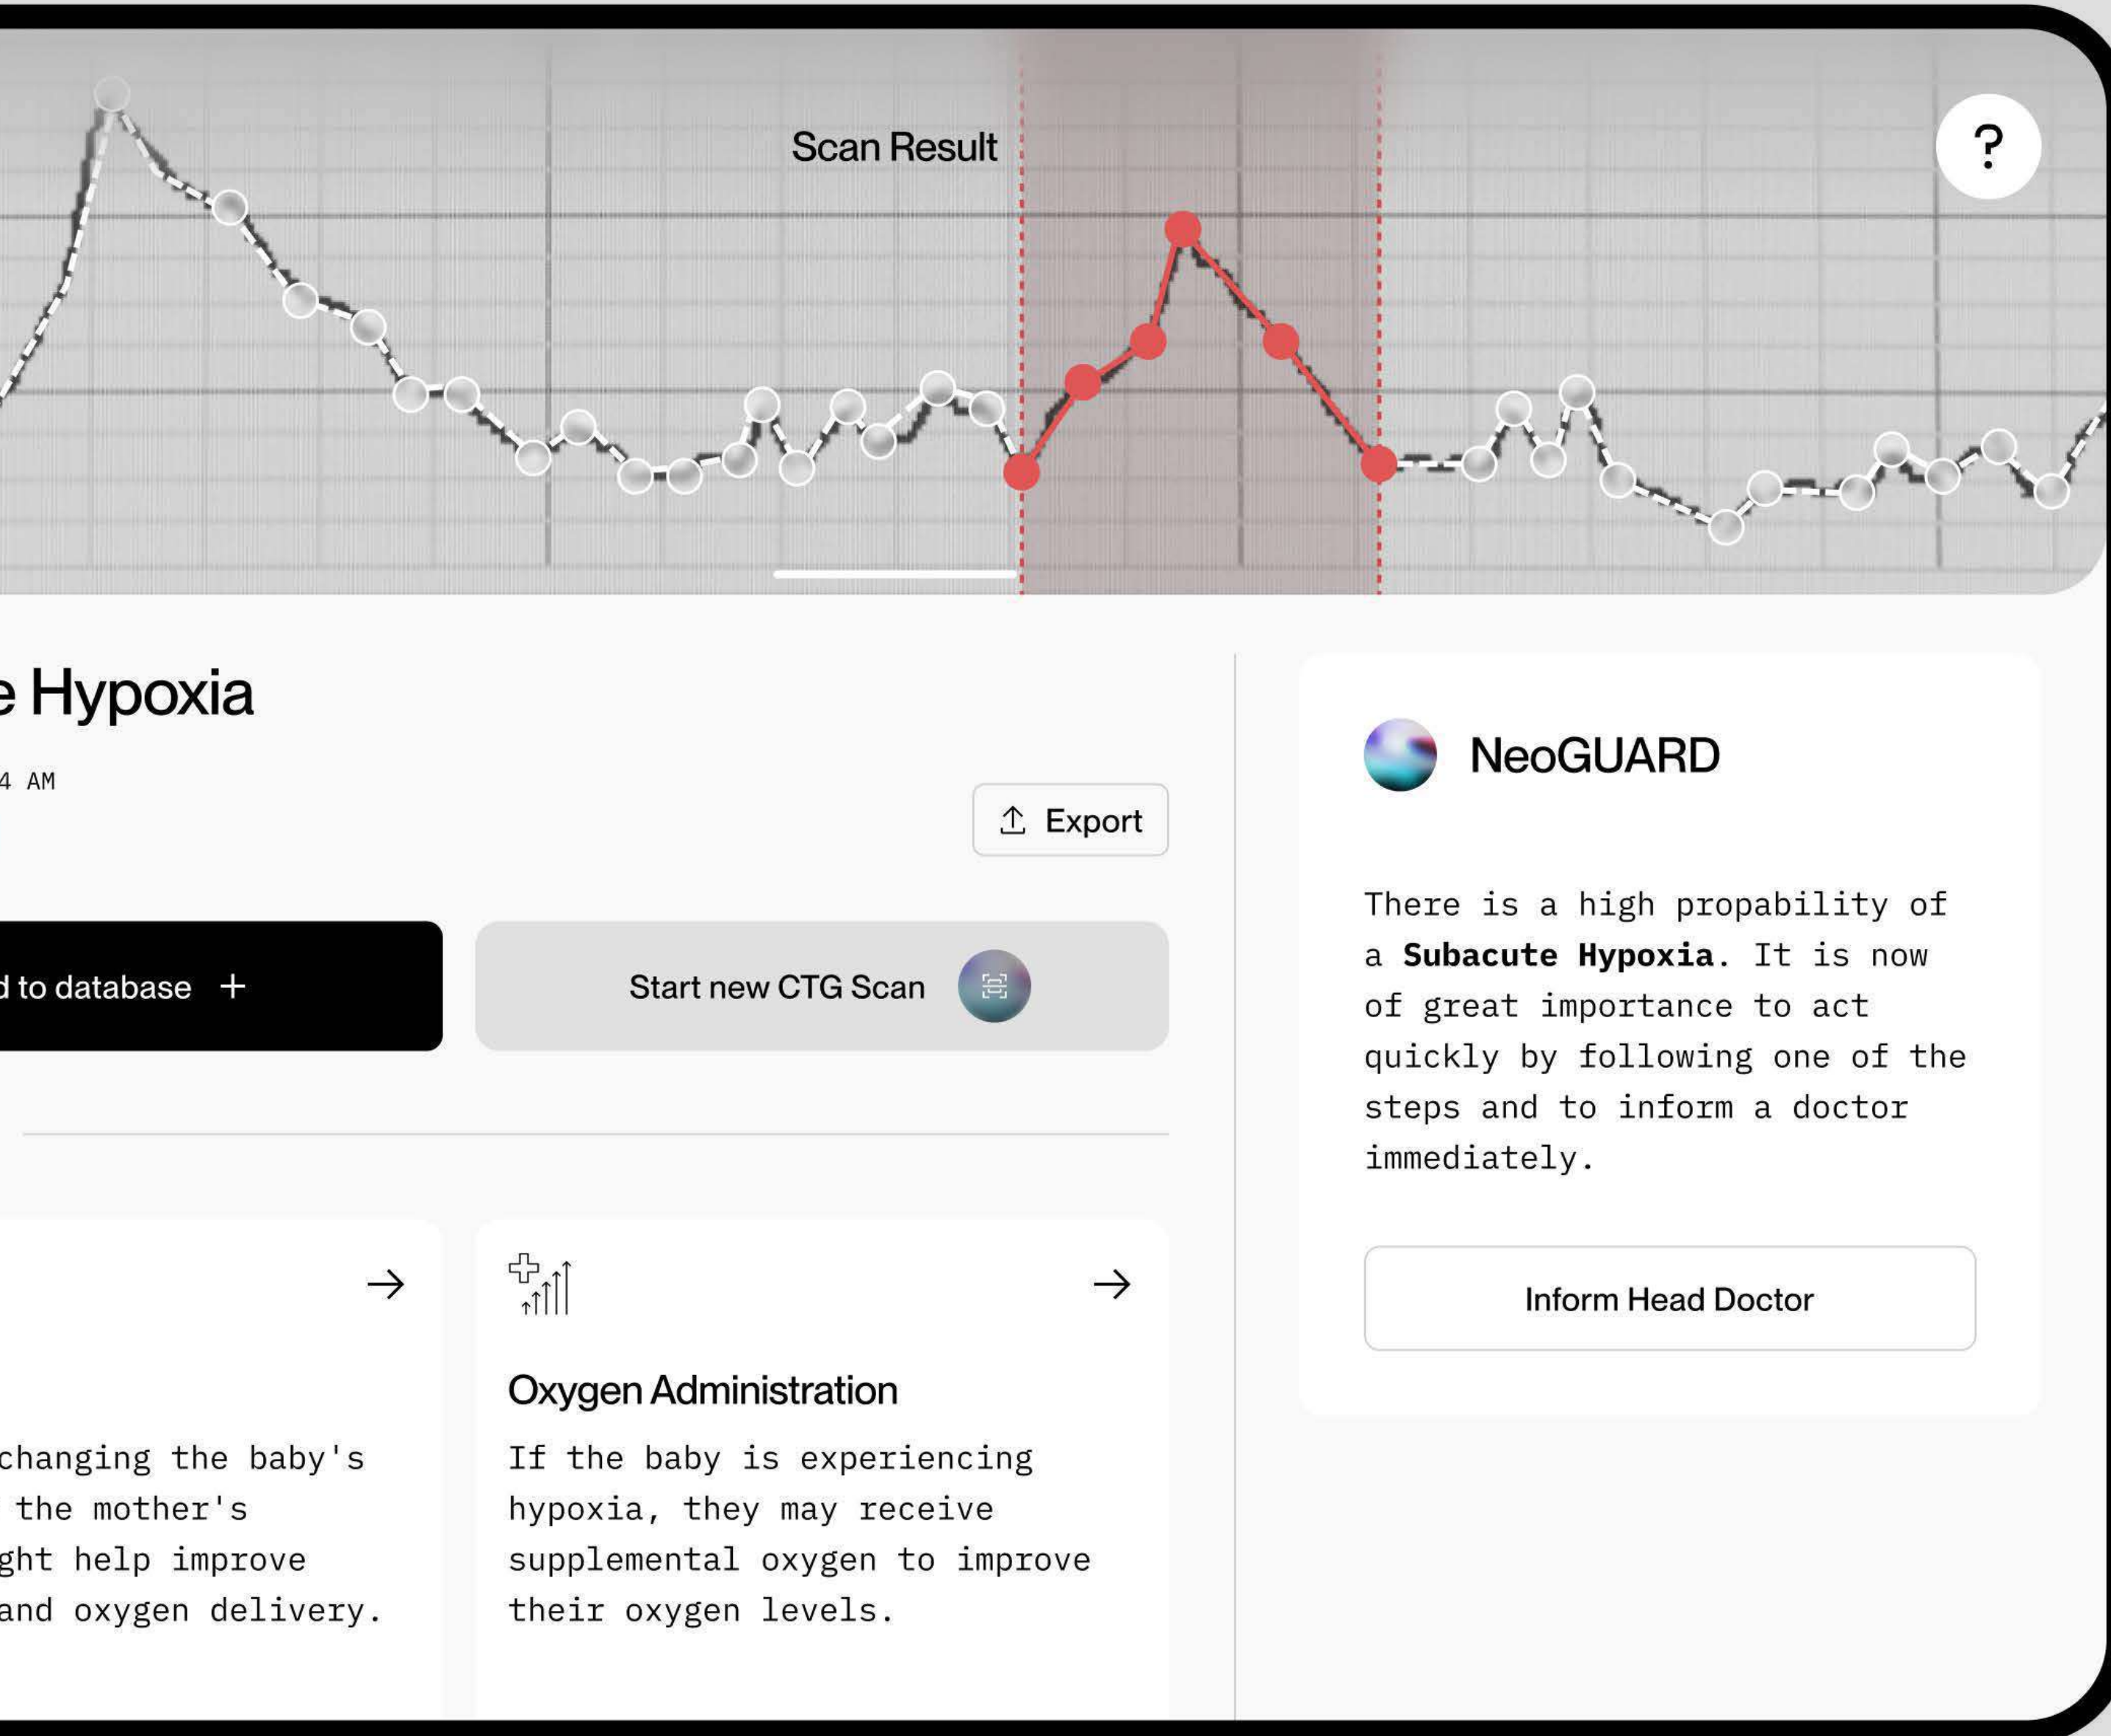 Scan Result
?
e Hypoxia
4 AM
Export
d to database +
Start new CTG Scan
changing the baby's
the mother's
ght help improve
and oxygen delivery.
Oxygen Administration
If the baby is experiencing
hypoxia, they may receive
supplemental oxygen to improve
their oxygen levels.
NeoGUARD
There is a high propability of
a Subacute Hypoxia. It is now
of great importance to act
quickly by following one of the
steps and to inform a doctor
immediately.
Inform Head Doctor